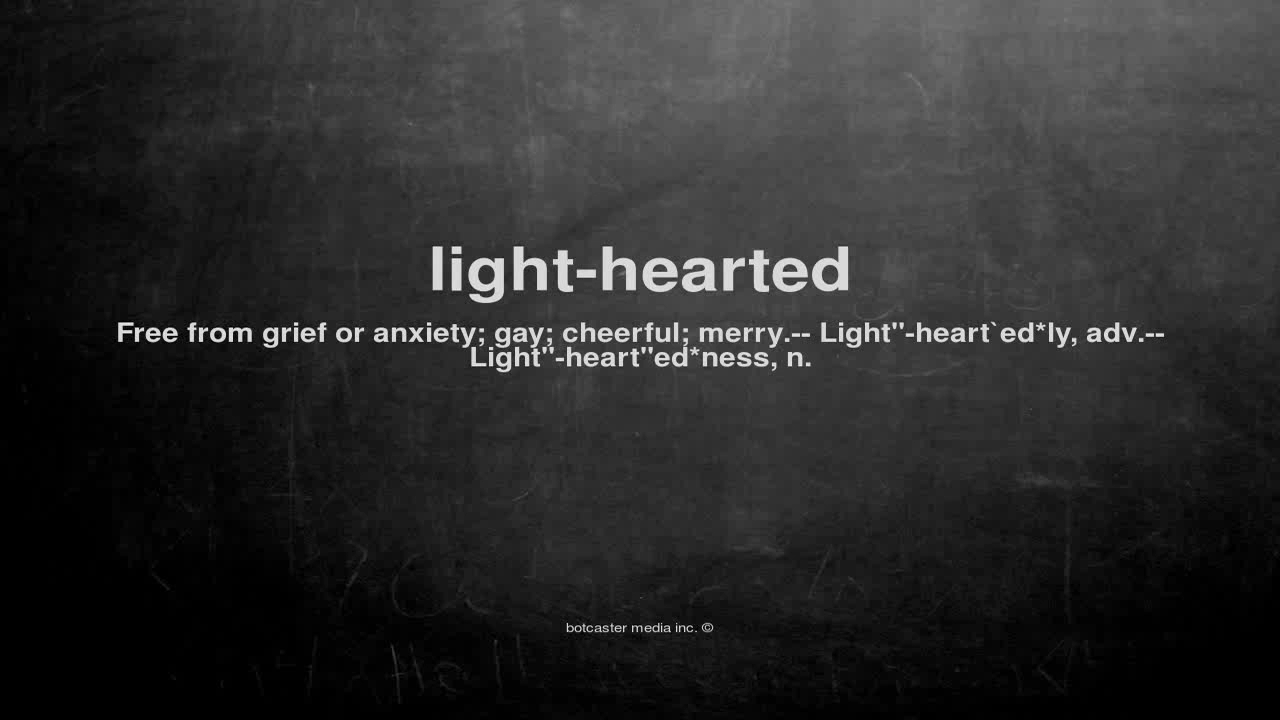 light-hearted
Free from grief or anxiety; gay; cheerful; merry.-- Light"-heart`ed*ly, adv.--
Light"-heart"ed*ness, n.
botcaster media inc. ©